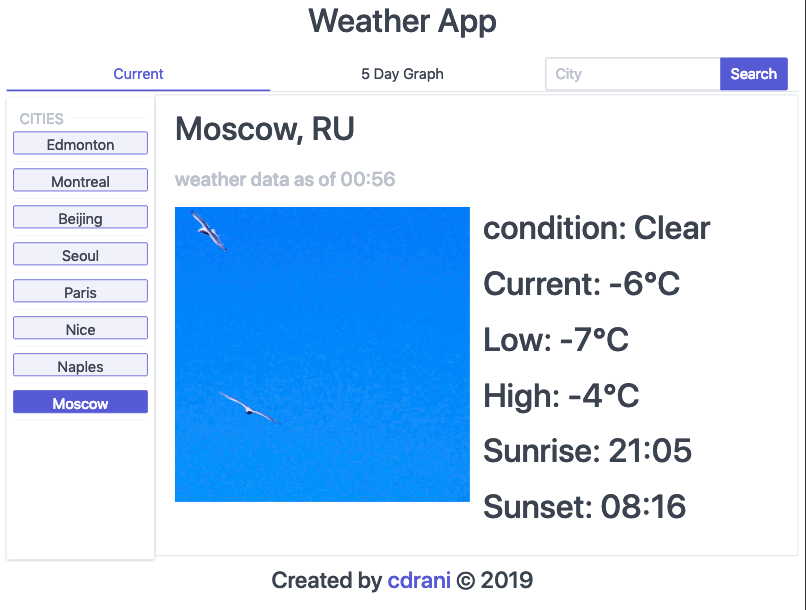 Weather App
Current
5 Day Graph
City
Search
CITIES
Edmonton
Montreal
Beijing
Seoul
Paris
Nice
Naples
Moscow
Moscow, RU
weather data as of 00:56
condition: Clear
Current: -6°C
Low: -7°C
High: -4°C
Sunrise: 21:05
Sunset: 08:16
Created by cdrani © 2019